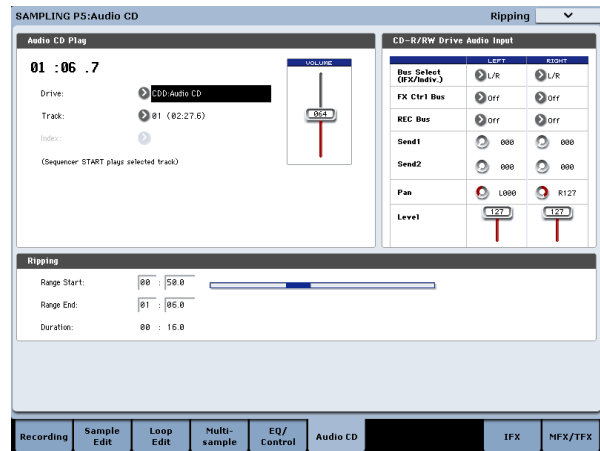 SAMPLING P5:Audio CD
Ripping
Audio CD Play
01 :06 .7
VOLUME
064
Drive: CDD:Audio CD
Track: 01 (02:27.6)
Index:
(Sequencer START plays selected track)
CD-R/RW Drive Audio Input
LEFT RIGHT
Bus Select
(IFX/Indiv.) L/R L/R
FX Ctrl Bus Off Off
REC Bus Off Off
Send1 000 000
Send2 000 000
Pan L000 R127
Level 127 127
Ripping
Range Start: 00 : 50.0
Range End: 01 : 06.0
Duration: 00 : 16.0
Recording Sample Edit Loop Edit Multi-sample EQ/Control Audio CD IFX MFX/TFX